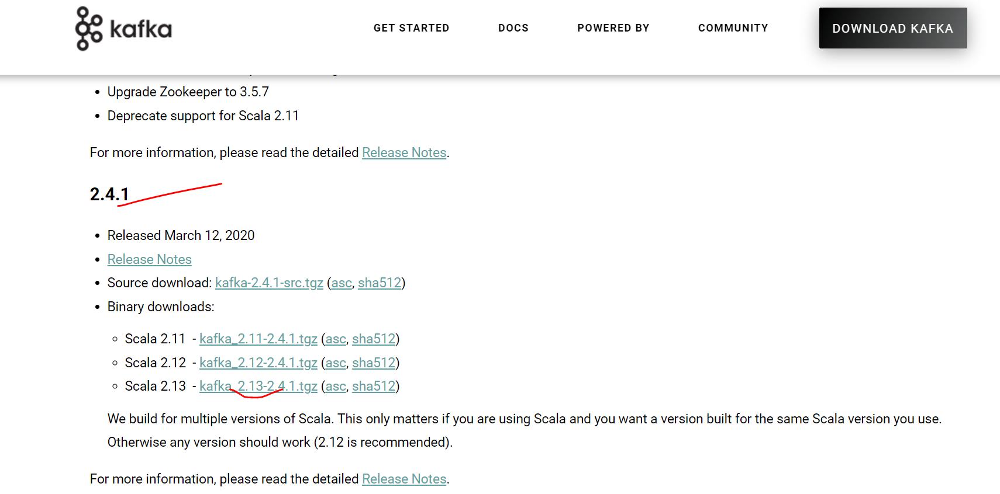 kafka
GET STARTED
DOCS
POWERED BY
COMMUNITY
DOWNLOAD KAFKA
• Upgrade Zookeeper to 3.5.7
• Deprecate support for Scala 2.11
For more information, please read the detailed Release Notes.
2.4.1
• Released March 12, 2020
• Release Notes
• Source download: kafka-2.4.1-src.tgz (asc, sha512)
• Binary downloads:
◦ Scala 2.11 - kafka_2.11-2.4.1.tgz (asc, sha512)
◦ Scala 2.12 - kafka_2.12-2.4.1.tgz (asc, sha512)
◦ Scala 2.13 - kafka_2.13-2.4.1.tgz (asc, sha512)
We build for multiple versions of Scala. This only matters if you are using Scala and you want a version built for the same Scala version you use.
Otherwise any version should work (2.12 is recommended).
For more information, please read the detailed Release Notes.